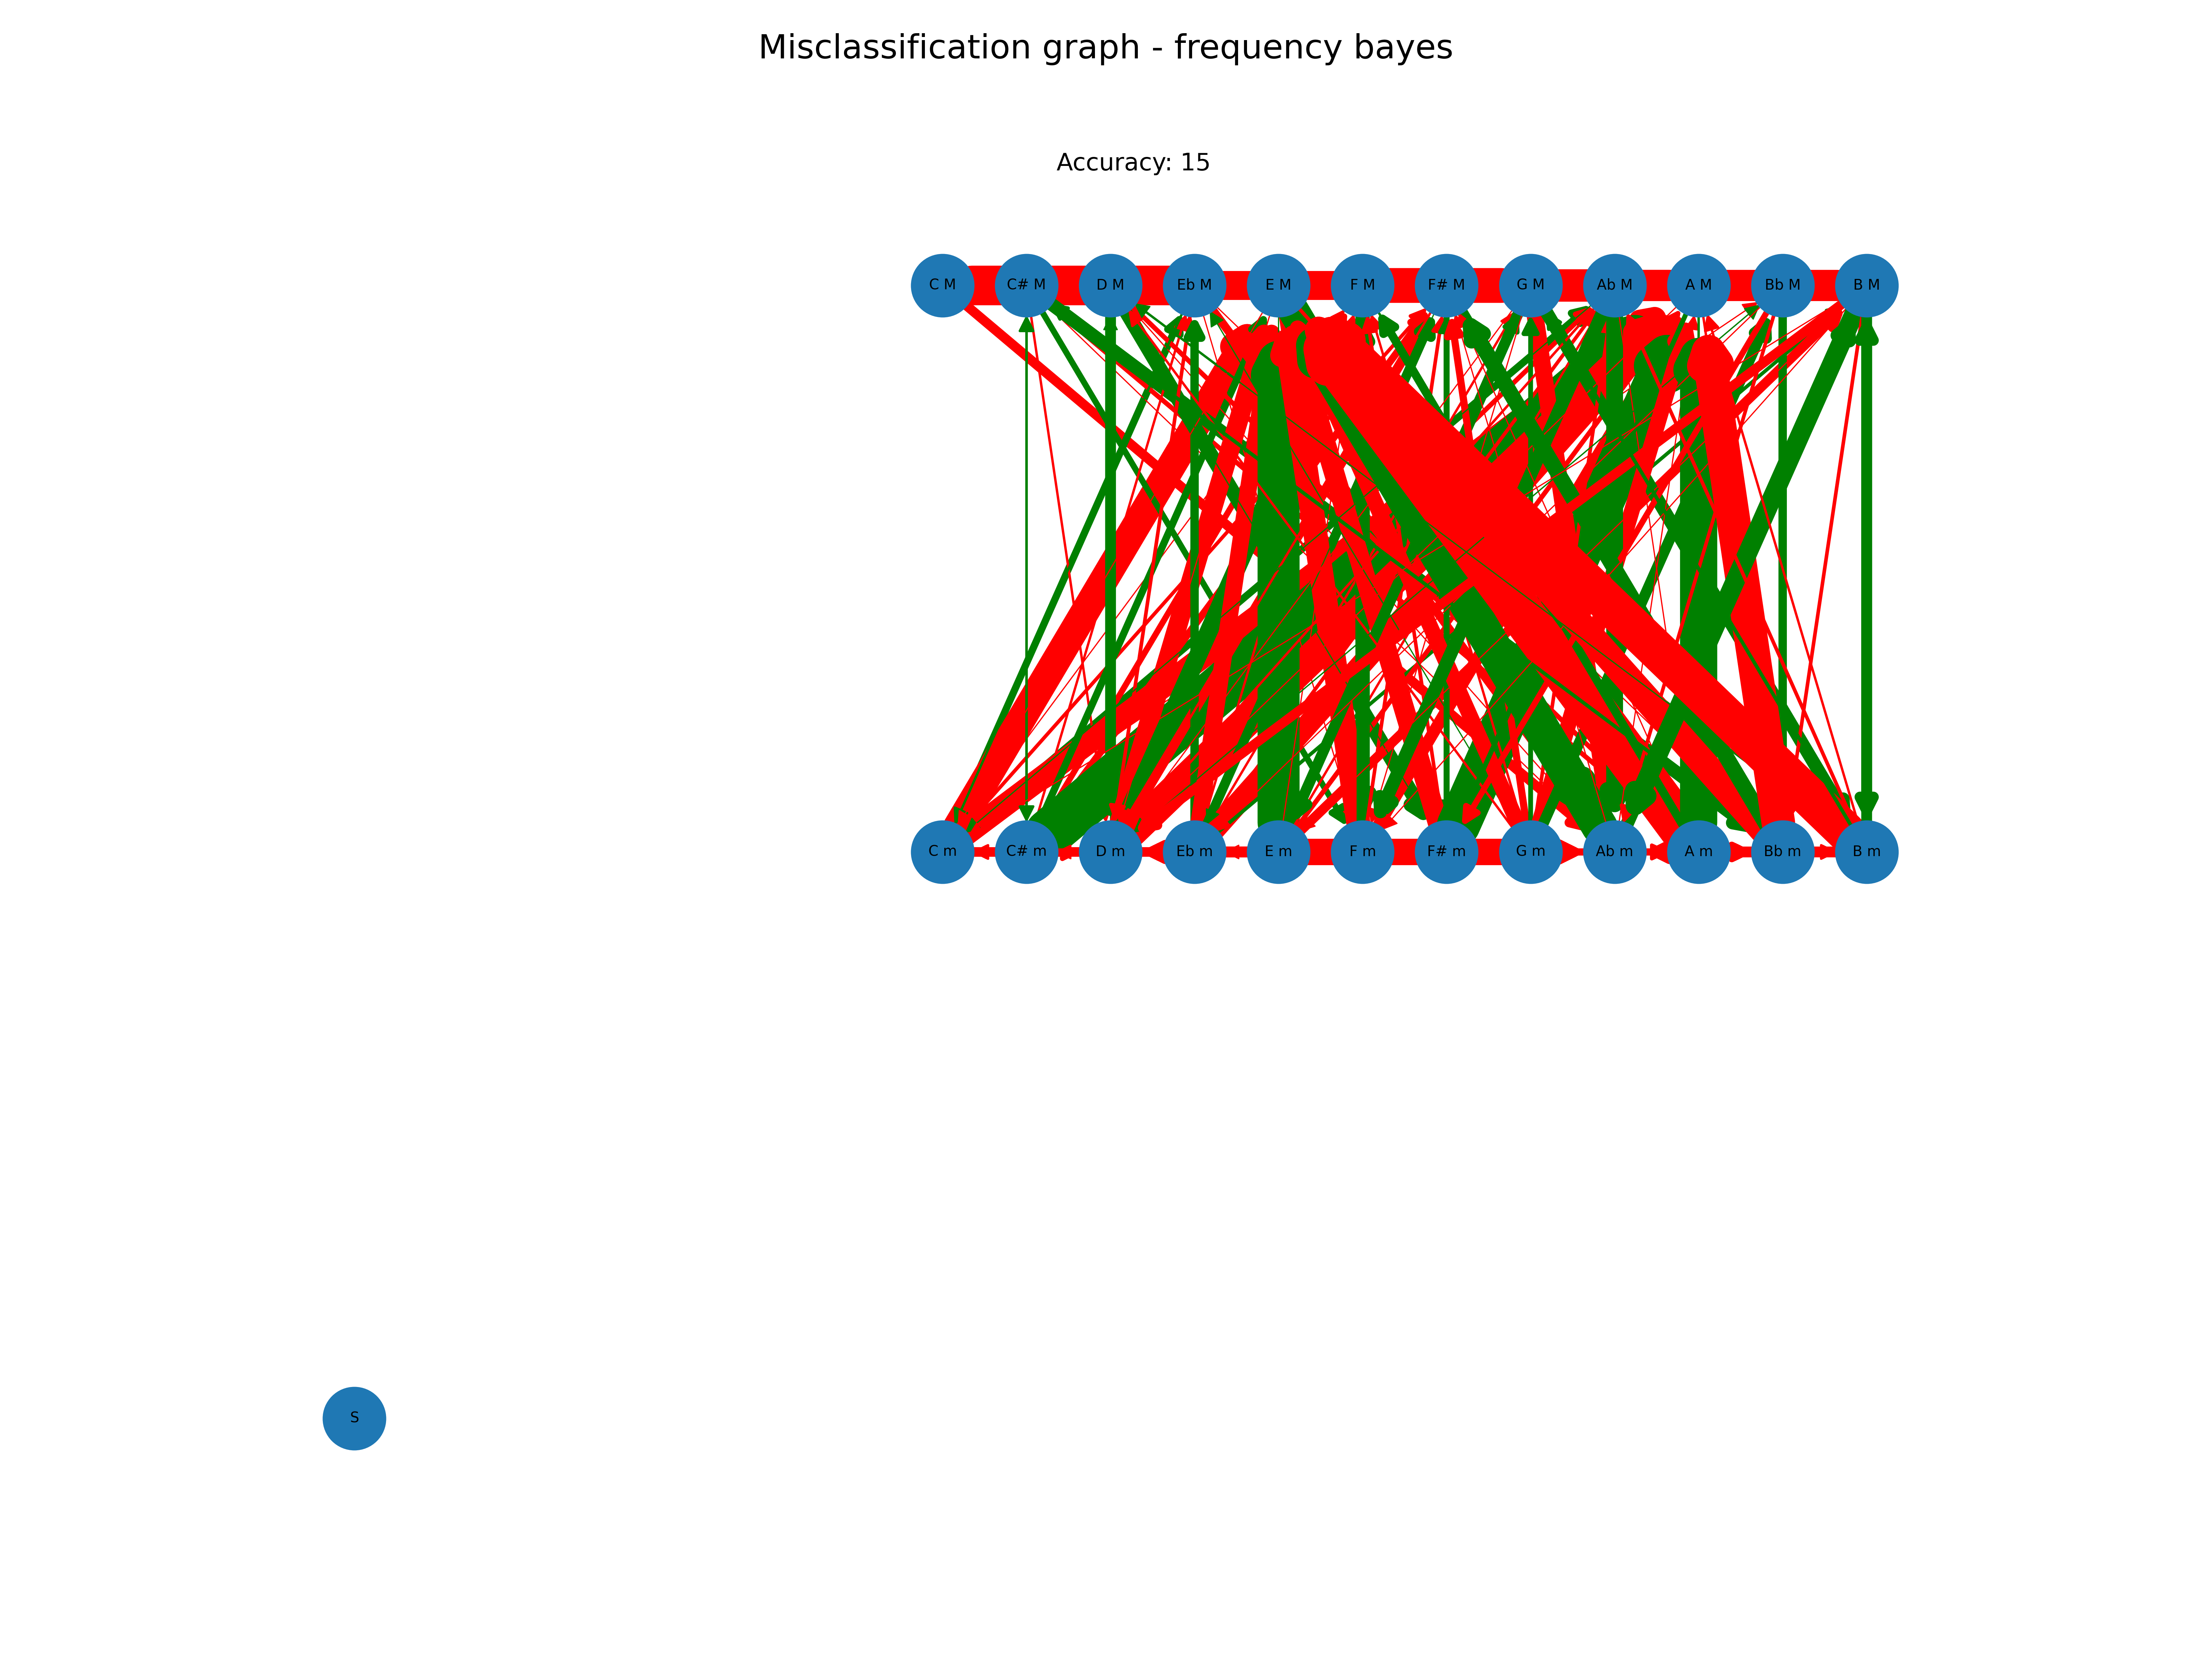 Misclassification graph - frequency bayes
Accuracy: 15
C M C# M D M Eb M E M F M F# M G M Ab M A M Bb M B M
C m C# m D m Eb m E m F m F# m G m Ab m A m Bb m B m
S